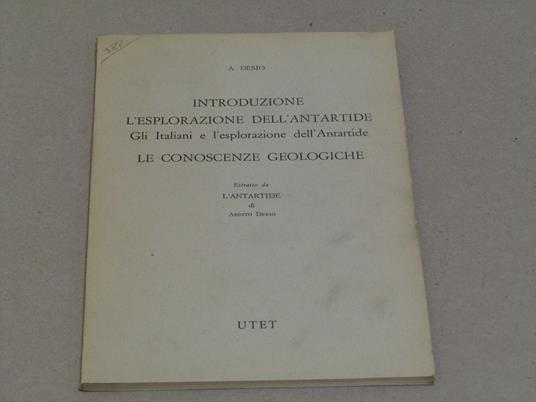 A. DESIO
INTRODUZIONE
L'ESPLORAZIONE DELL'ANTARTIDE
Gli Italiani e l'esplorazione dell'Antartide
LE CONOSCENZE GEOLOGICHE
Estratto da
L'ANTARTIDE
di
ARDITO DESIO
UTET